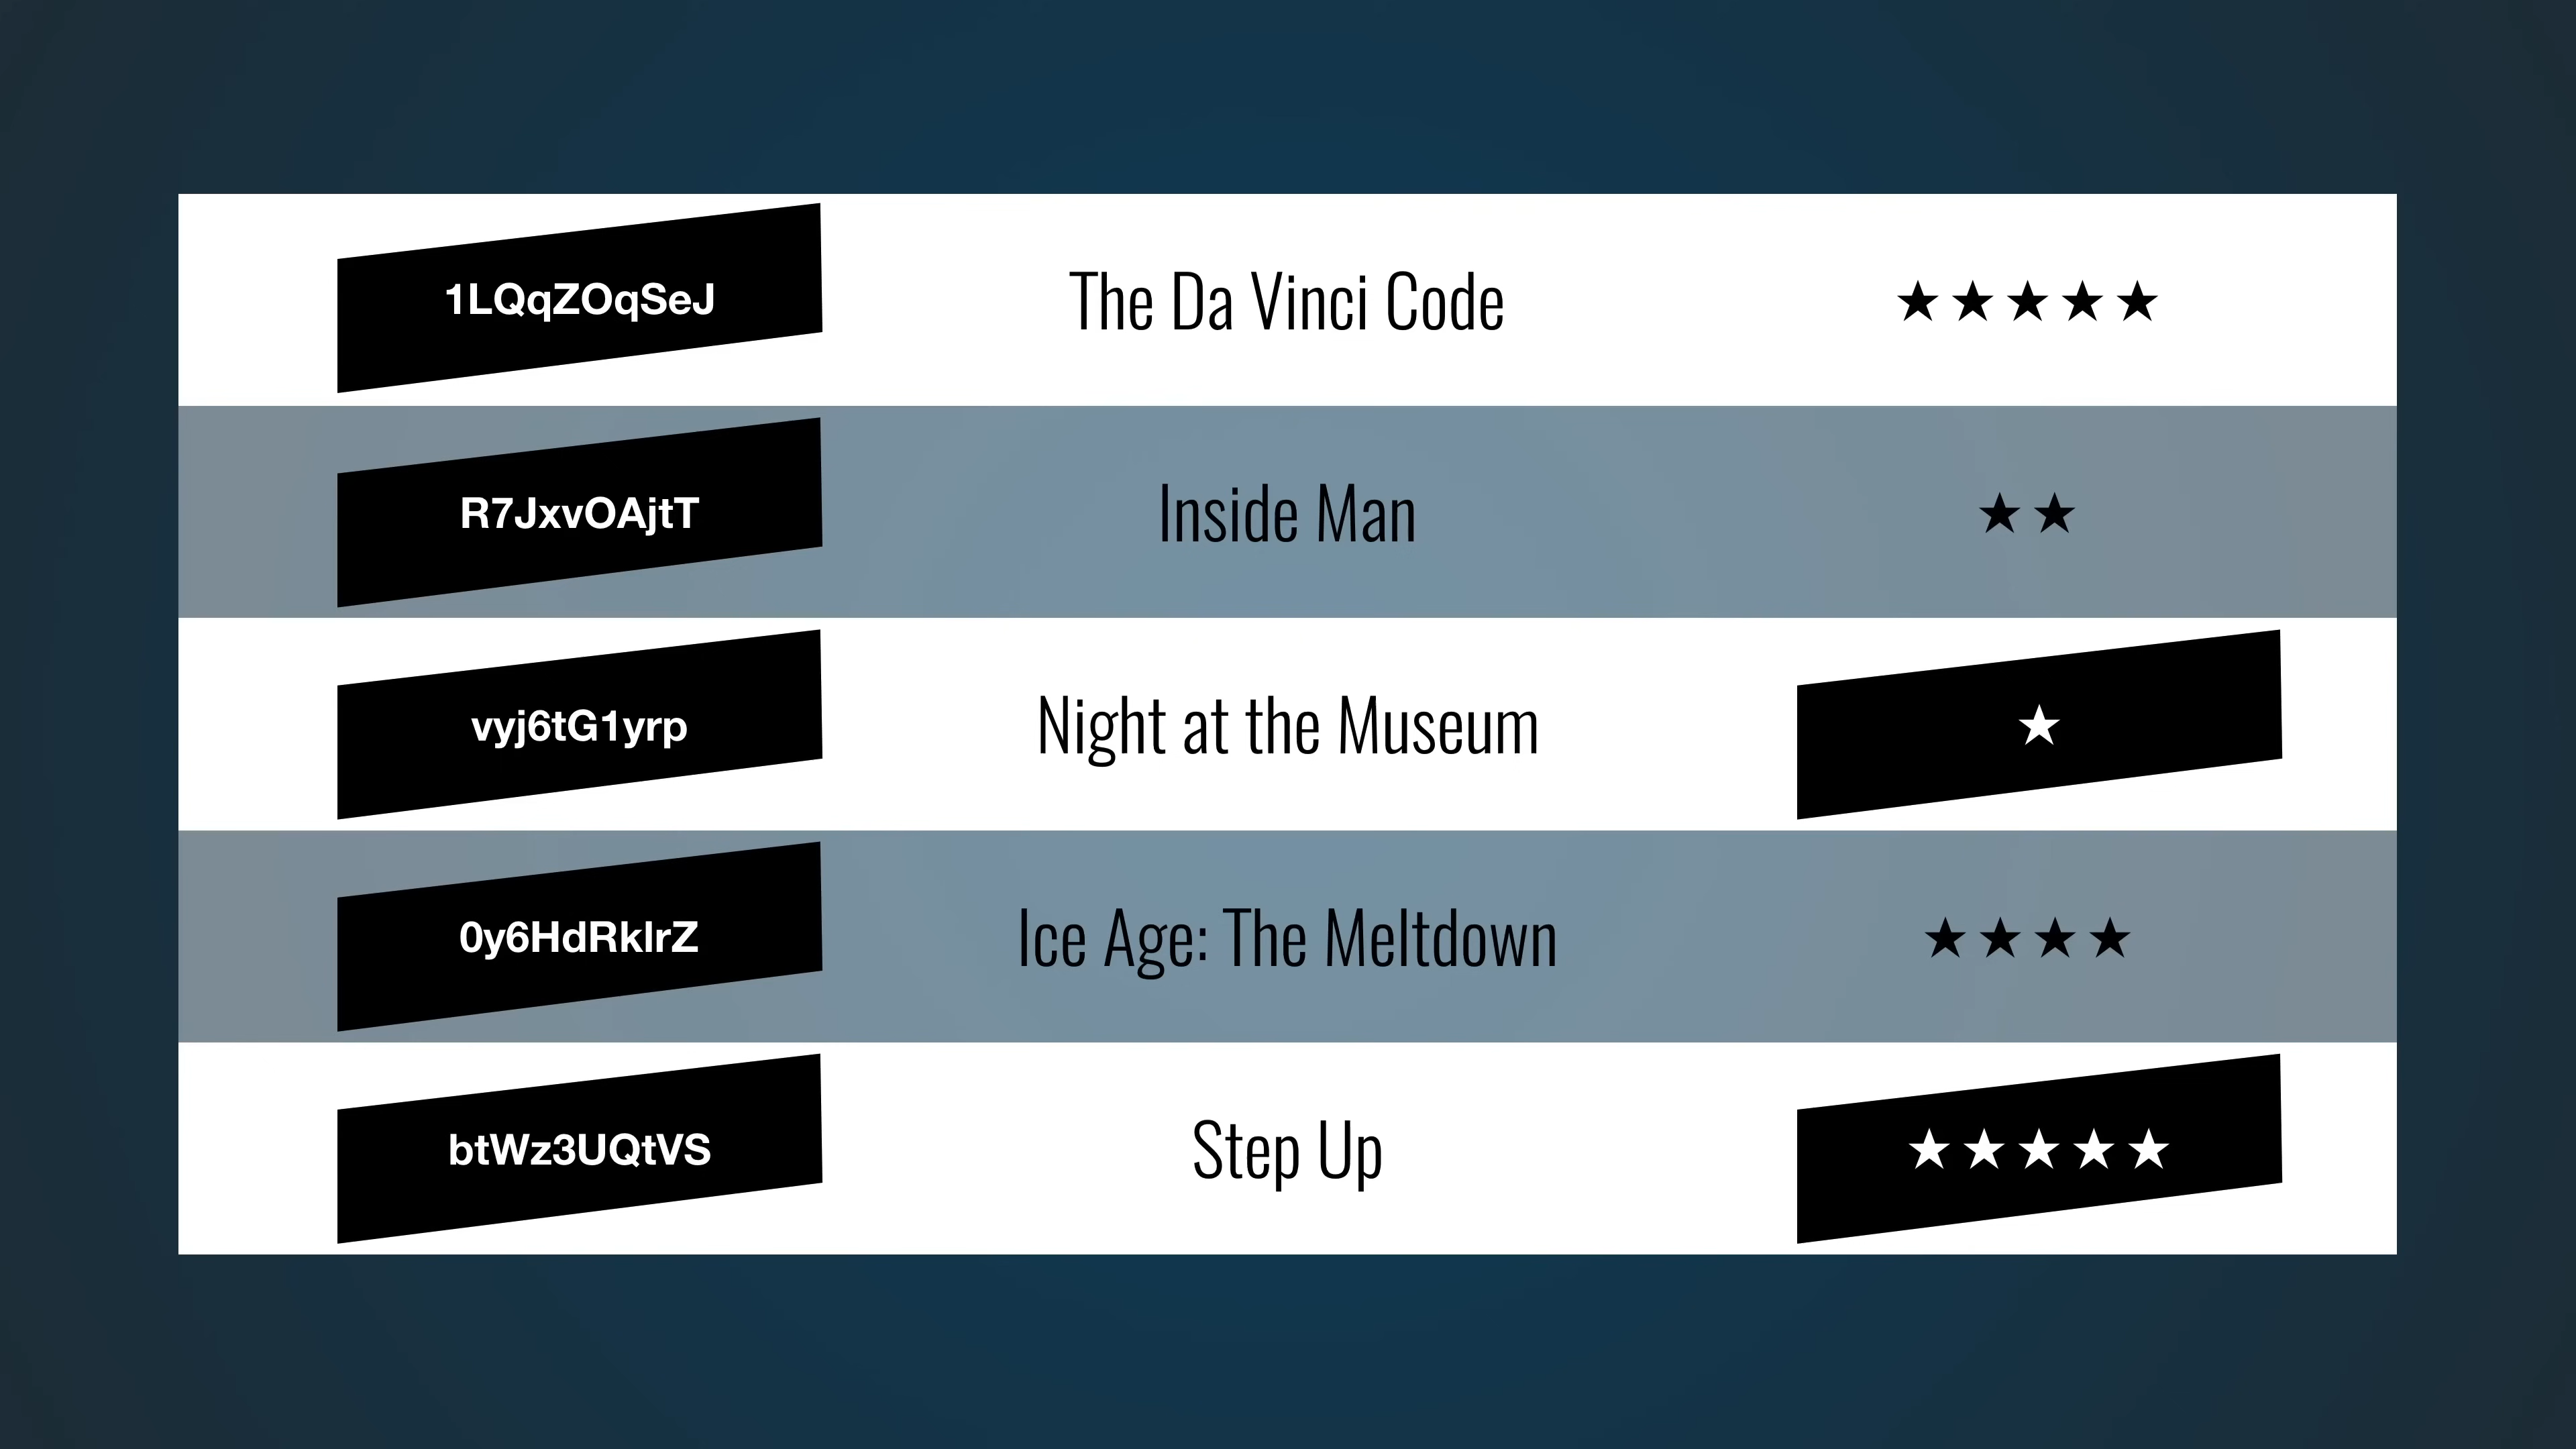 1LQqZOqSeJ The Da Vinci Code ★★★★★
R7JxvOAjtT Inside Man ★★
vyj6tG1yrp Night at the Museum ★
0y6HdRklrZ Ice Age: The Meltdown ★★★★
btWz3UQtVS Step Up ★★★★★